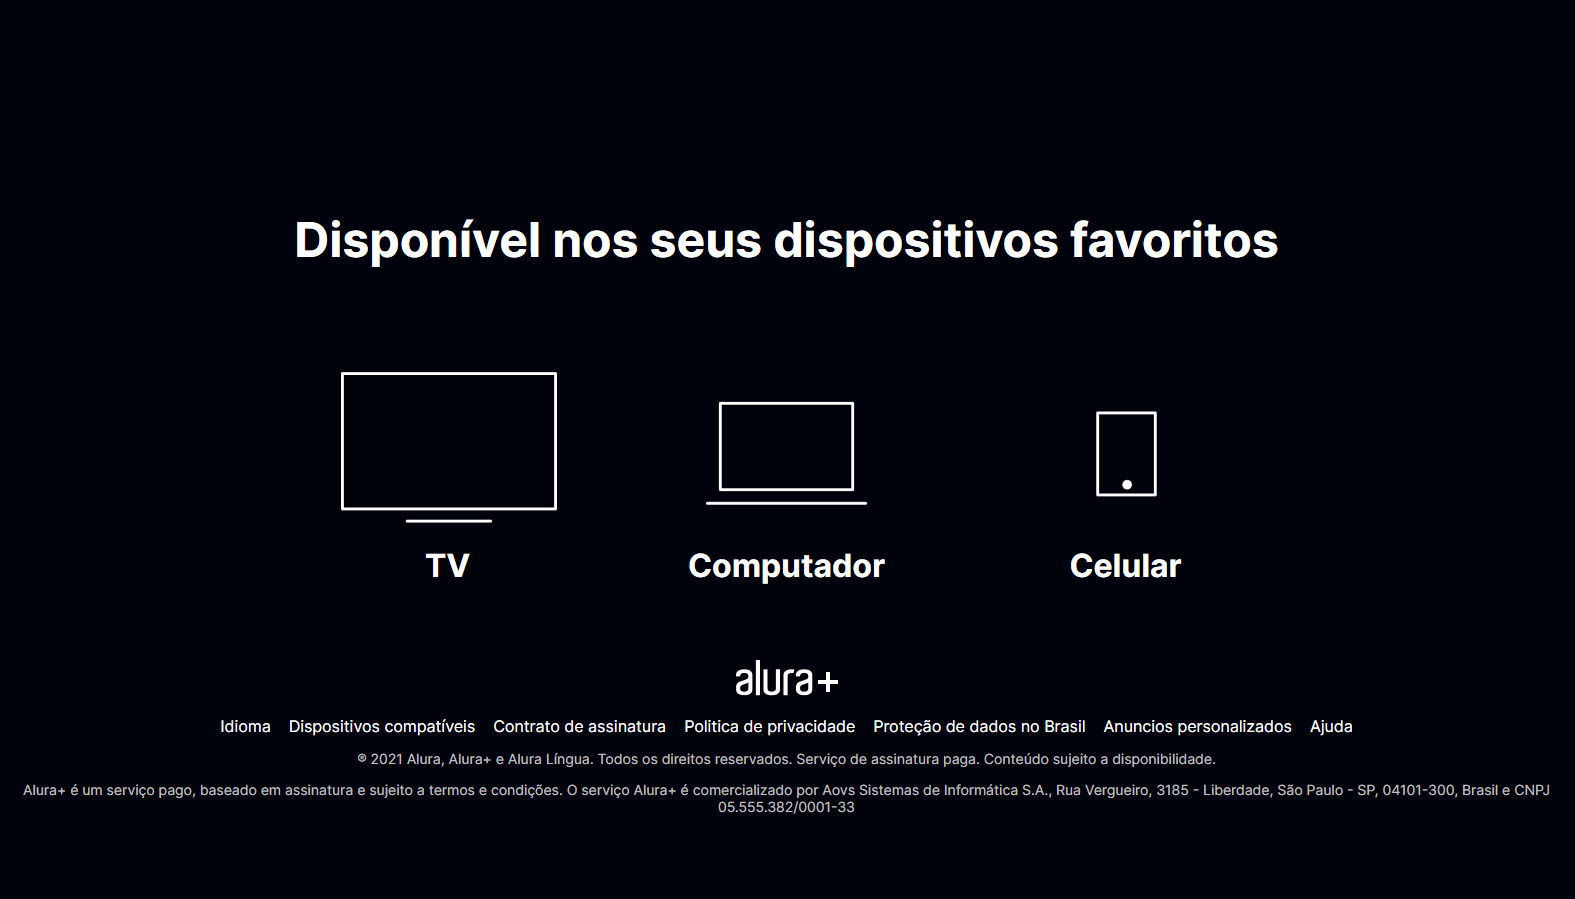 Disponível nos seus dispositivos favoritos
TV
Computador
Celular
alura+
Idioma Dispositivos compatíveis Contrato de assinatura Politica de privacidade Proteção de dados no Brasil Anuncios personalizados Ajuda
® 2021 Alura, Alura+ e Alura Língua. Todos os direitos reservados. Serviço de assinatura paga. Conteúdo sujeito a disponibilidade.
Alura+ é um serviço pago, baseado em assinatura e sujeito a termos e condições. O serviço Alura+ é comercializado por Aovs Sistemas de Informática S.A., Rua Vergueiro, 3185 - Liberdade, São Paulo - SP, 04101-300, Brasil e CNPJ
05.555.382/0001-33